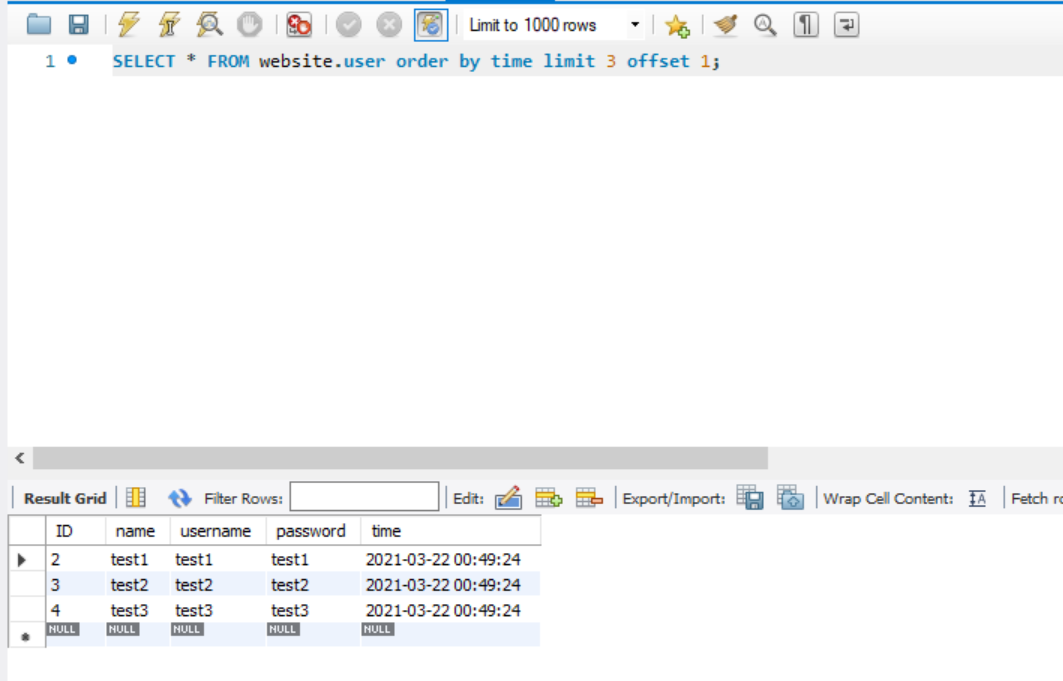 Limit to 1000 rows
1 SELECT * FROM website.user order by time limit 3 offset 1;
Result Grid Filter Rows: Edit: Export/Import: Wrap Cell Content: IA Fetch ro
ID name username password time
2 test1 test1 test1 2021-03-22 00:49:24
3 test2 test2 test2 2021-03-22 00:49:24
4 test3 test3 test3 2021-03-22 00:49:24
NULL NULL NULL NULL NULL